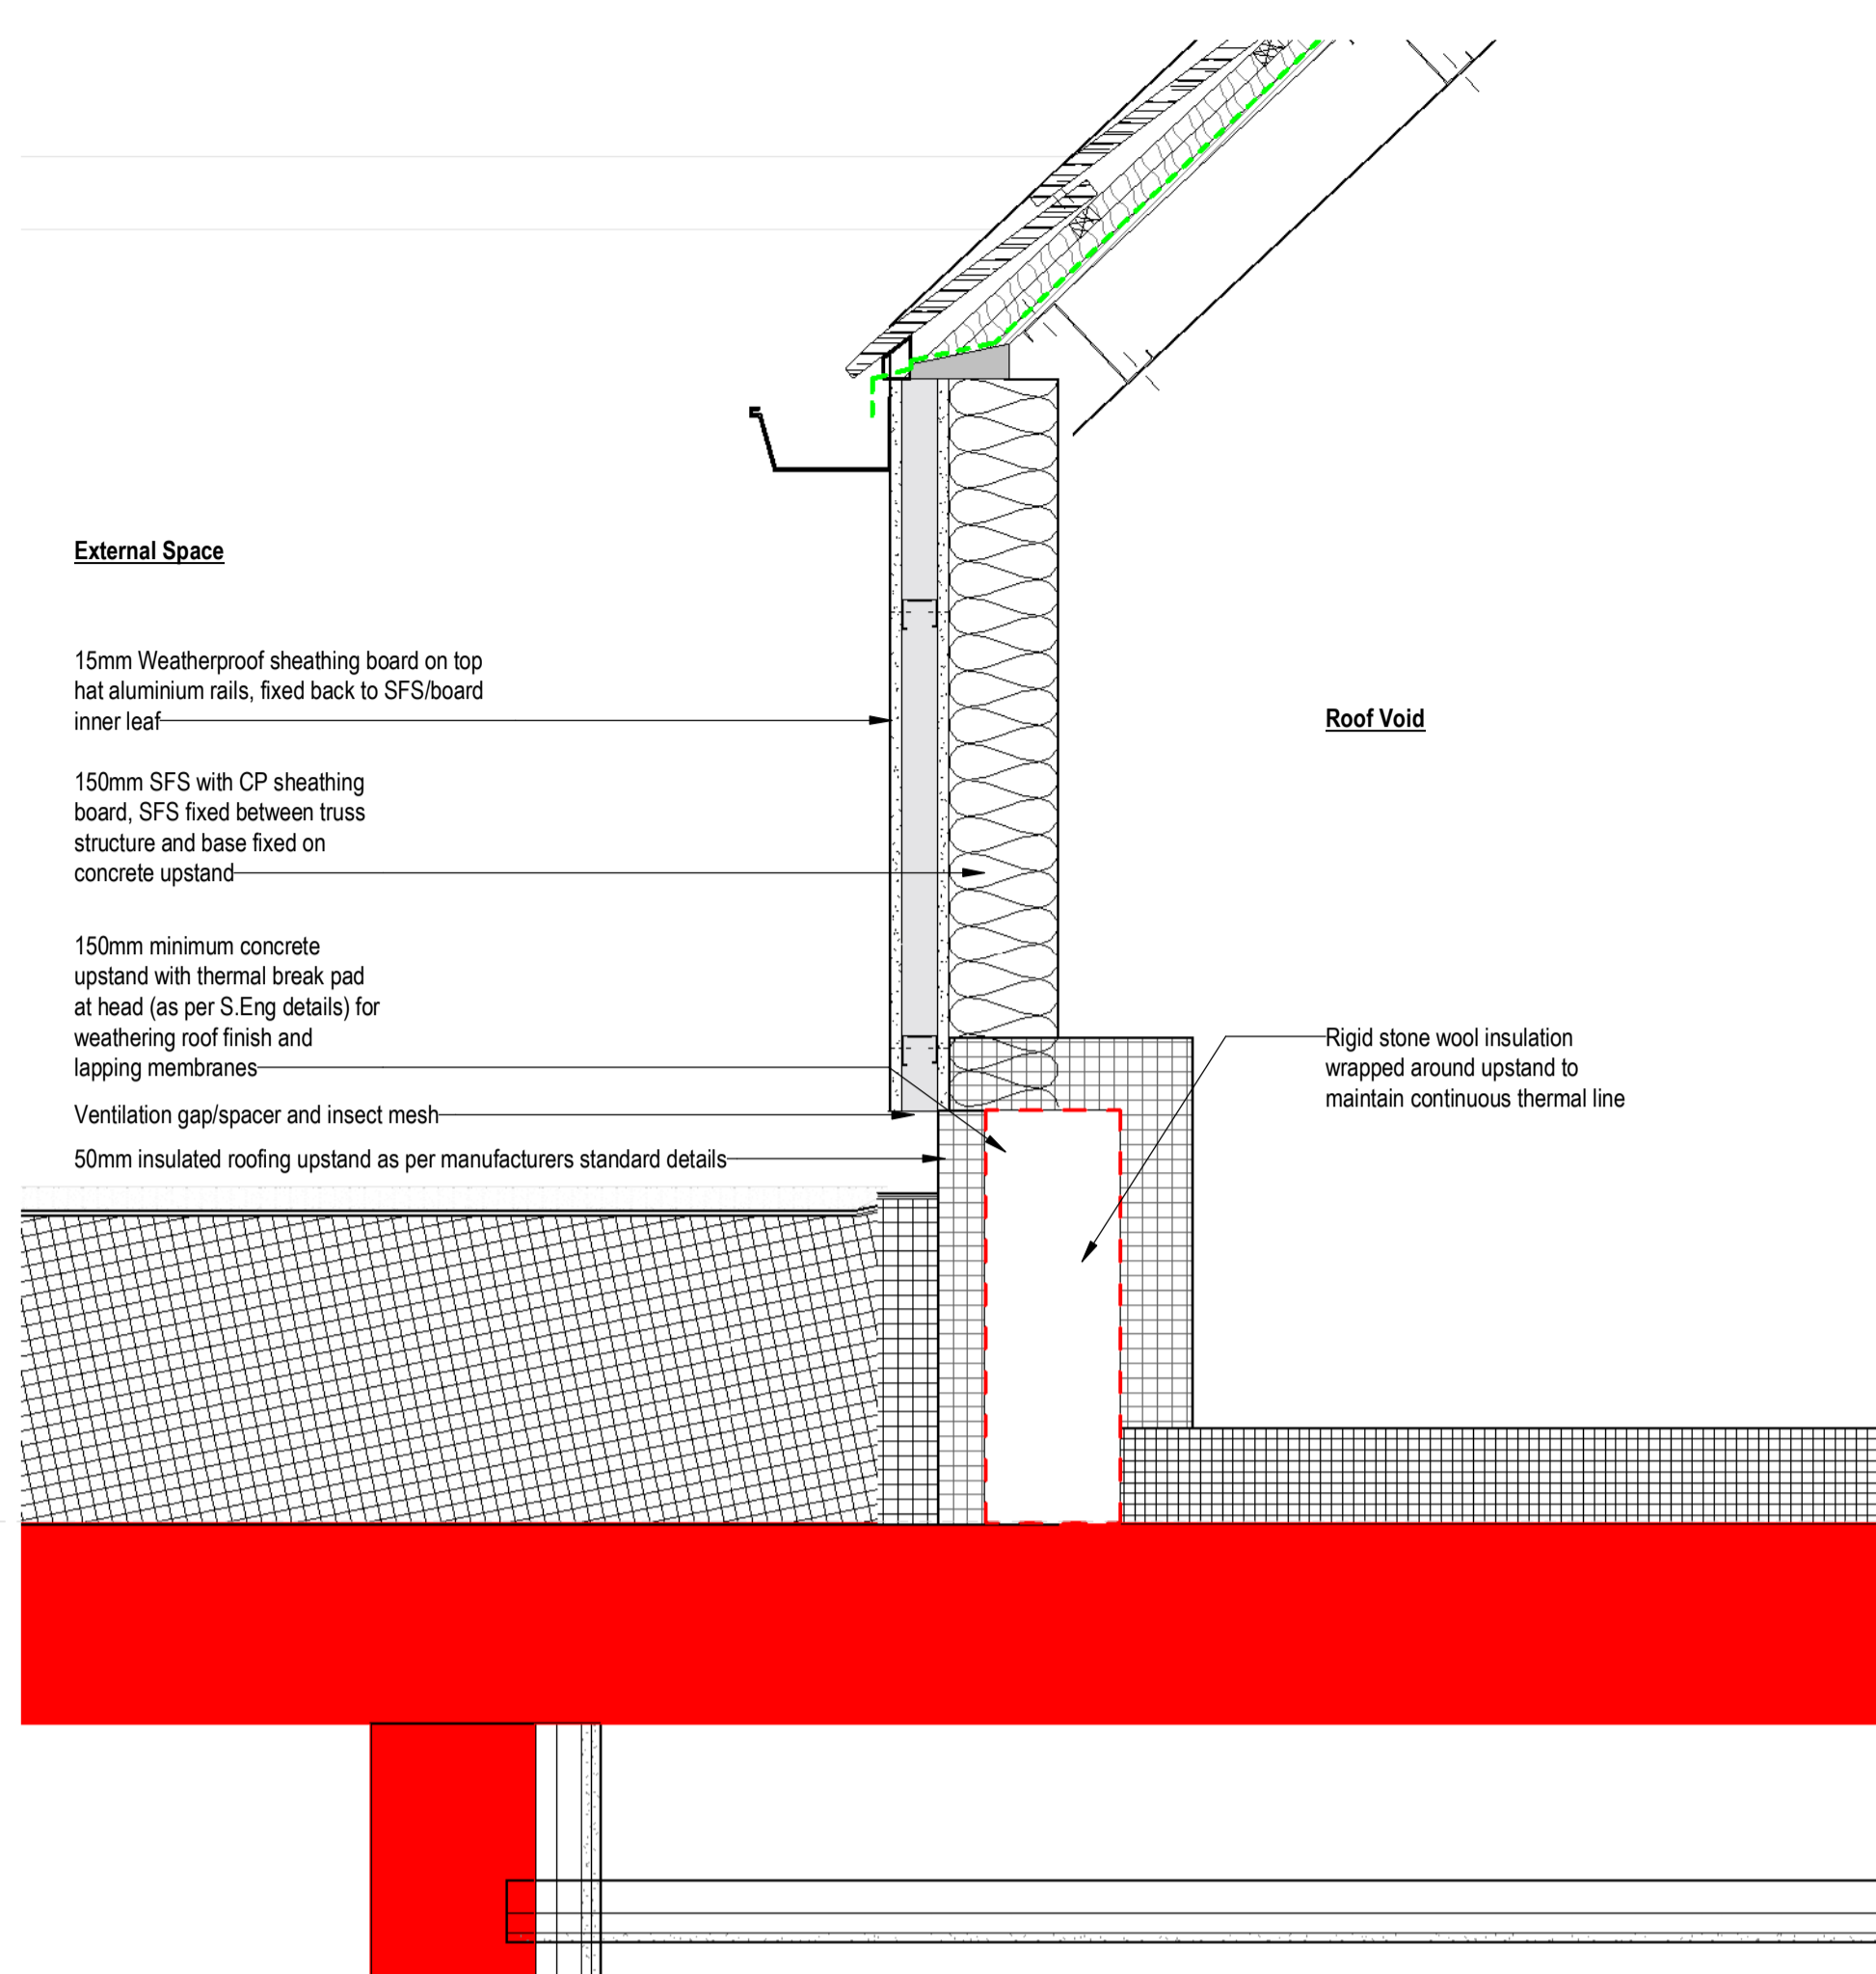 External Space
15mm Weatherproof sheathing board on top
hat aluminium rails, fixed back to SFS/board
inner leaf
Roof Void
150mm SFS with CP sheathing
board, SFS fixed between truss
structure and base fixed on
concrete upstand
150mm minimum concrete
upstand with thermal break pad
at head (as per S.Eng details) for
weathering roof finish and
lapping membranes
Rigid stone wool insulation
wrapped around upstand to
maintain continuous thermal line
Ventilation gap/spacer and insect mesh
50mm insulated roofing upstand as per manufacturers standard details